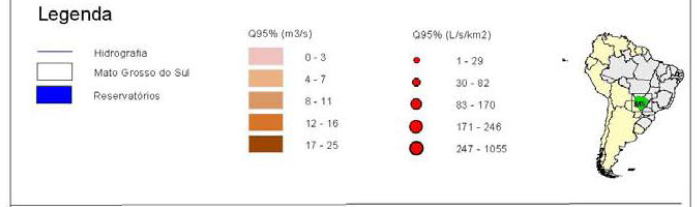 Legenda
Hidrografia
Mato Grosso do Sul
Reservatórios
Q95% (m3/s)
0 - 3
4 - 7
8 - 11
12 - 16
17 - 25
Q95% (L/s/km2)
1 - 29
30 - 82
83 - 170
171 - 246
247 - 1055